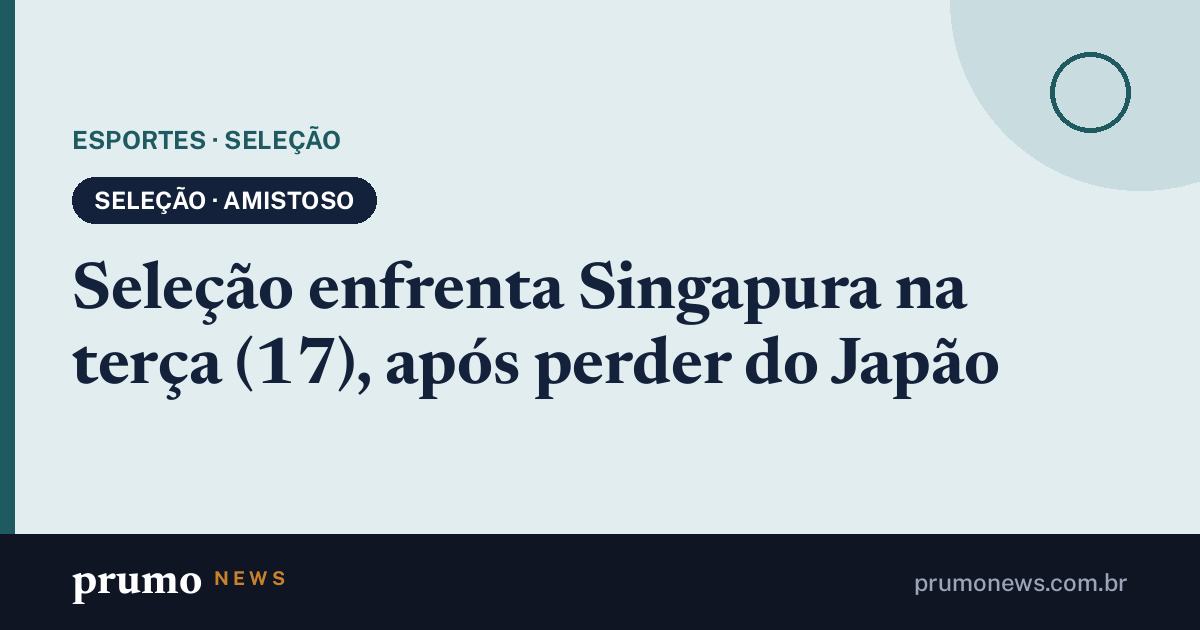 ESPORTES · SELEÇÃO
SELEÇÃO · AMISTOSO
Seleção enfrenta Singapura na
terça (17), após perder do Japão
prumo NEWS
prumonews.com.br